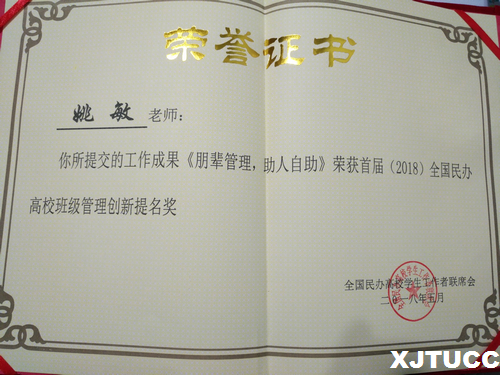 荣誉证书
姚敏 老师：
你所提交的工作成果《朋辈管理，助人自助》荣获首届（2018）全国民办
高校班级管理创新提名奖
全国民办高校学生工作者联席会
二〇一八年五月
XJTUCC